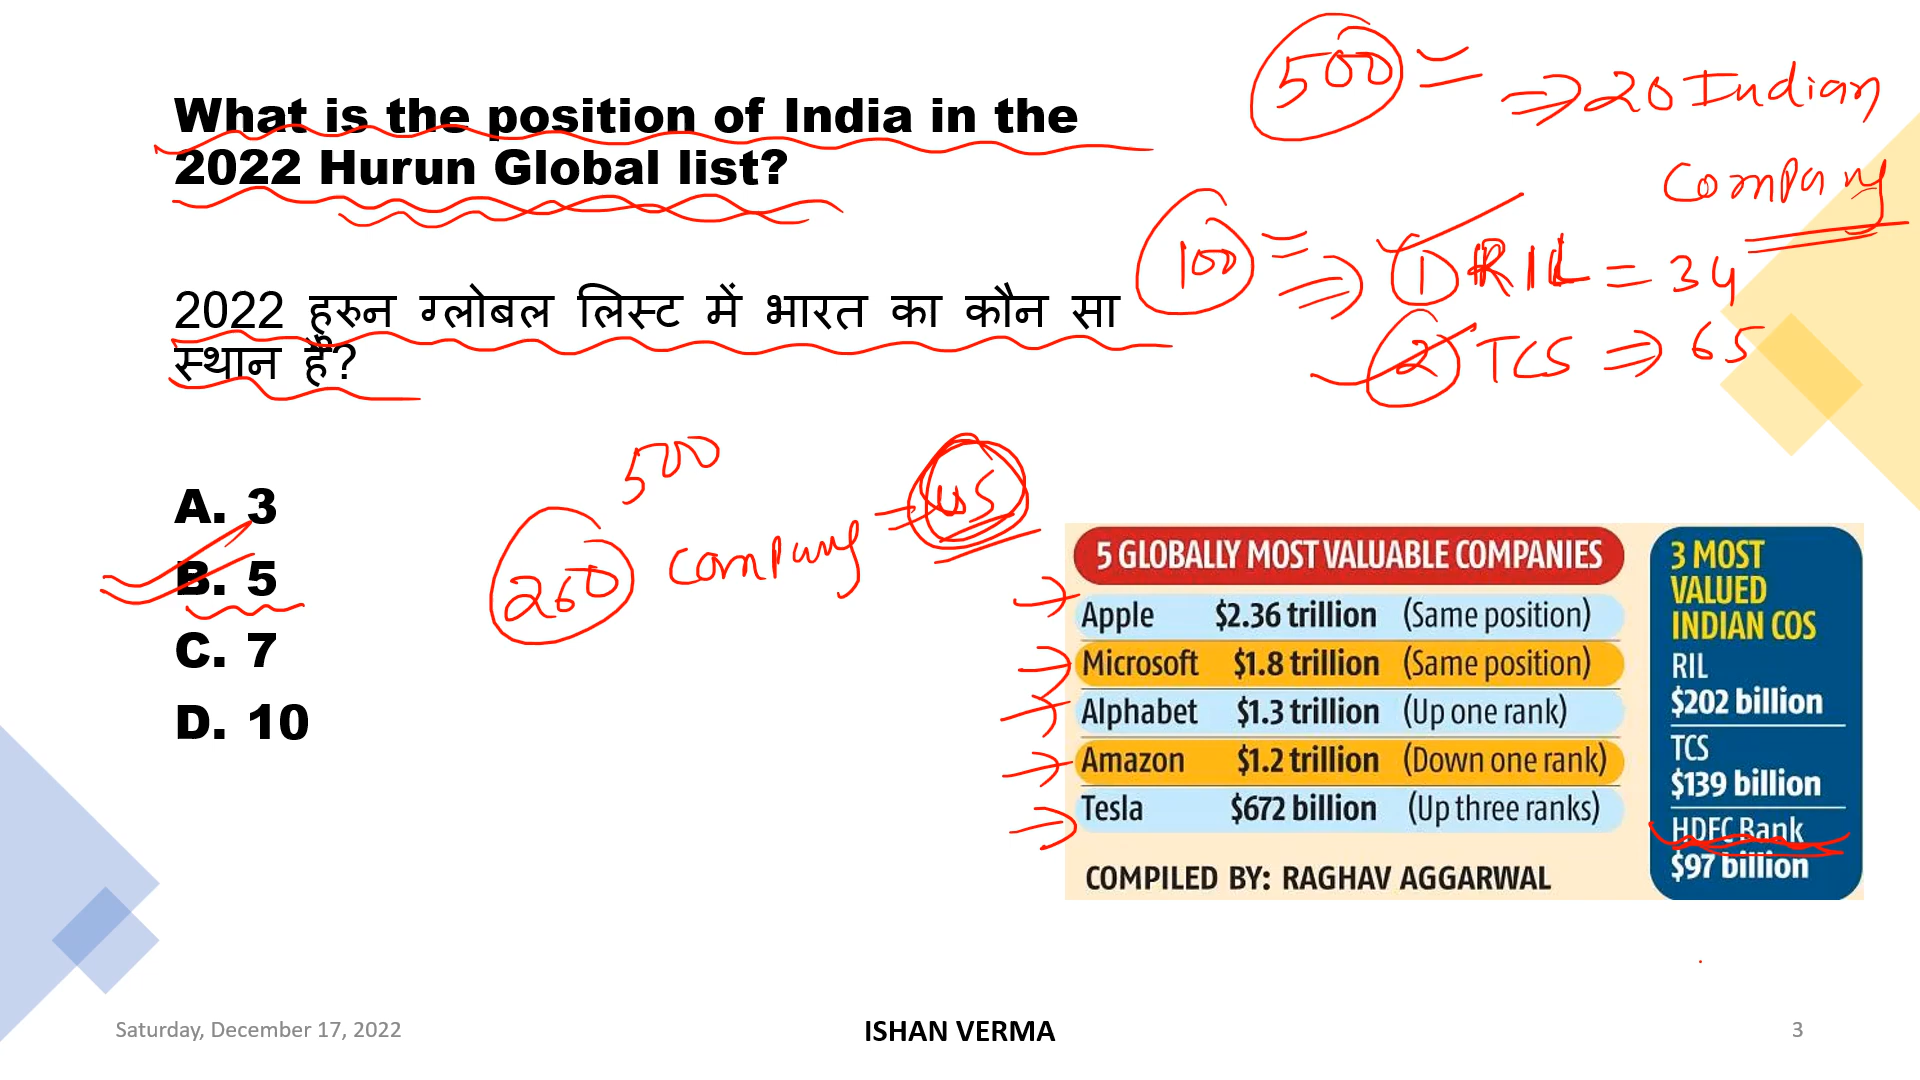 What is the position of India in the
2022 Hurun Global list?
2022 हुरुन ग्लोबल लिस्ट में भारत का कौन सा
स्थान है?
A. 3
B. 5
C. 7
D. 10
500 = ⇒ 20 Indian
Company
100 = ⇒ 1 RIL = 34
2 TCS ⇒ 65
500
260 company = US
5 GLOBALLY MOST VALUABLE COMPANIES
Apple $2.36 trillion (Same position)
Microsoft $1.8 trillion (Same position)
Alphabet $1.3 trillion (Up one rank)
Amazon $1.2 trillion (Down one rank)
Tesla $672 billion (Up three ranks)
COMPILED BY: RAGHAV AGGARWAL
3 MOST
VALUED
INDIAN COS
RIL
$202 billion
TCS
$139 billion
HDFC Bank
$97 billion
Saturday, December 17, 2022
ISHAN VERMA
3